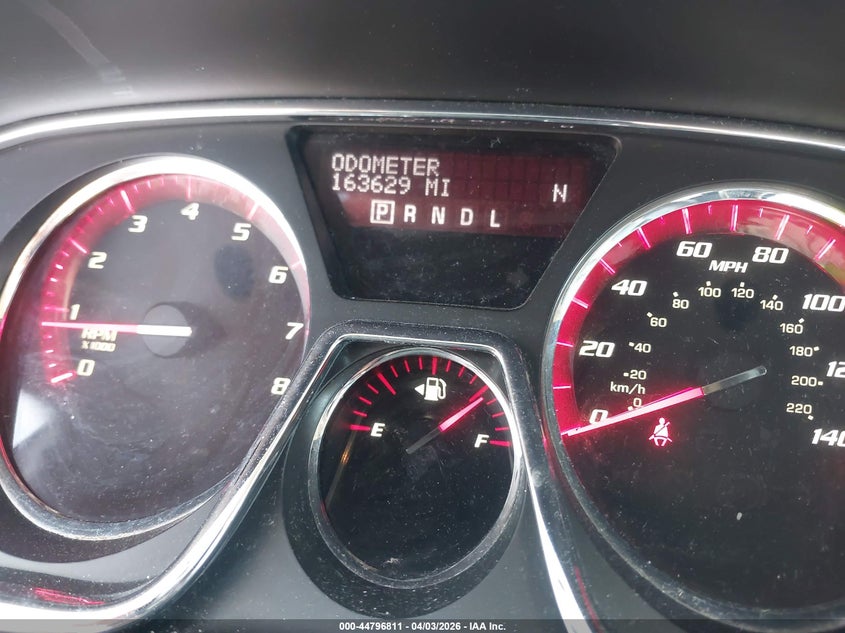 ODOMETER
163629 MI
N
P R N D L
0 1 2 3 4 5 6 7 8
RPM
X 1000
E F
0 20 40 60 80 100 12 140
MPH
0 20 40 60 80 100 120 140 160 180 200 220
km/h
000-44796811 / 04/03/2026 - IAA Inc.